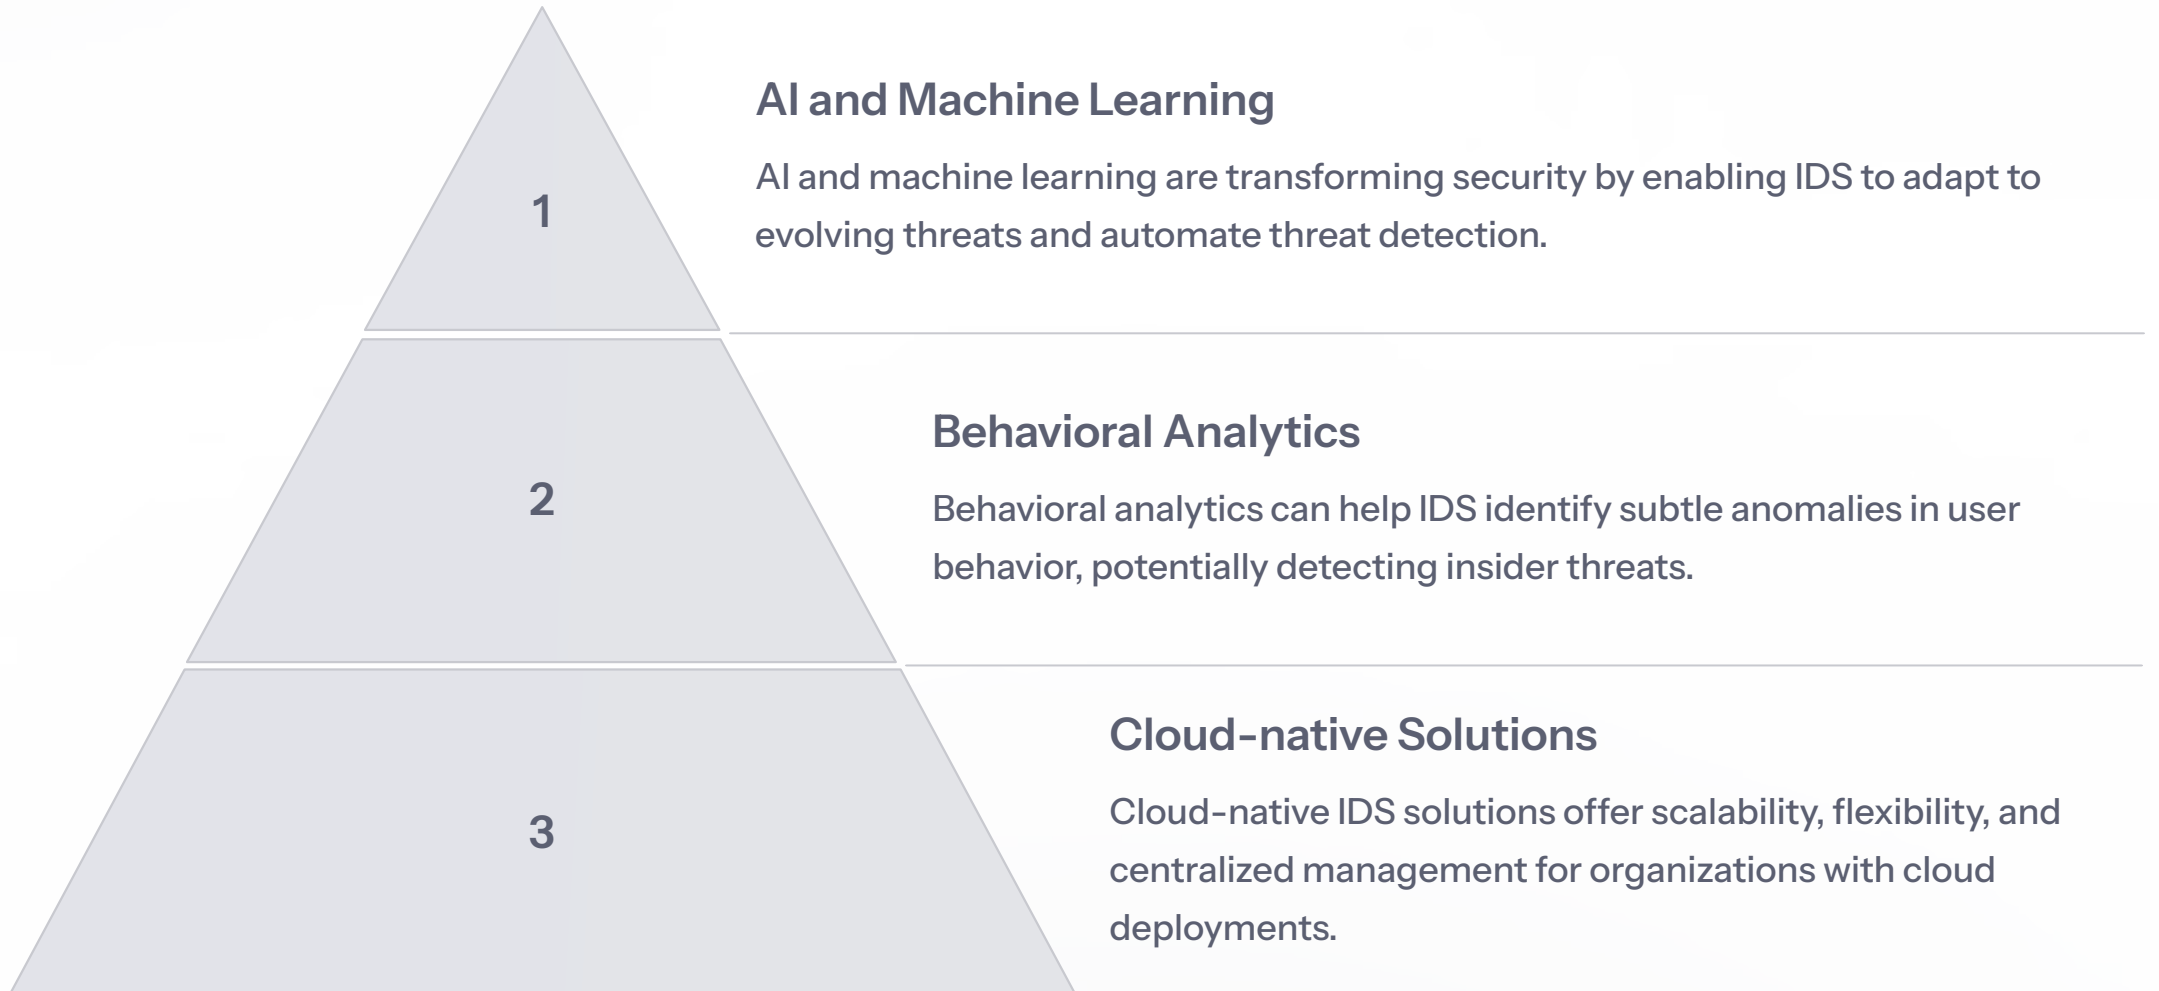 AI and Machine Learning
1
AI and machine learning are transforming security by enabling IDS to adapt to
evolving threats and automate threat detection.
Behavioral Analytics
2
Behavioral analytics can help IDS identify subtle anomalies in user
behavior, potentially detecting insider threats.
Cloud-native Solutions
3
Cloud-native IDS solutions offer scalability, flexibility, and
centralized management for organizations with cloud
deployments.